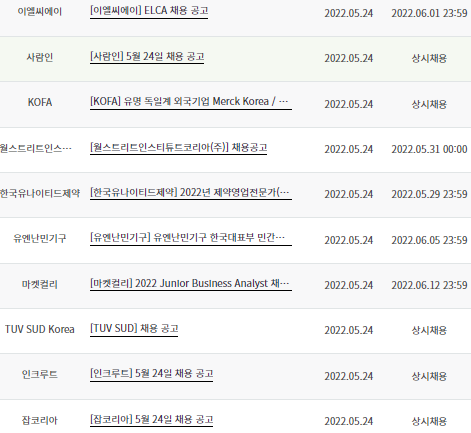 이엘씨에이 [이엘씨에이] ELCA 채용 공고 2022.05.24 2022.06.01 23:59
사람인 [사람인] 5월 24일 채용 공고 2022.05.24 상시채용
KOFA [KOFA] 유명 독일계 외국기업 Merck Korea / ··· 2022.05.24 상시채용
월스트리트인스··· [월스트리트인스티튜트코리아(주)] 채용공고 2022.05.24 2022.05.31 00:00
한국유나이티드제약 [한국유나이티드제약] 2022년 제약영업전문가(··· 2022.05.24 2022.05.29 23:59
유엔난민기구 [유엔난민기구] 유엔난민기구 한국대표부 민간··· 2022.05.24 2022.06.05 23:59
마켓컬리 [마켓컬리] 2022 Junior Business Analyst 채··· 2022.05.24 2022.06.12 23:59
TUV SUD Korea [TUV SUD] 채용 공고 2022.05.24 상시채용
인크루트 [인크루트] 5월 24일 채용 공고 2022.05.24 상시채용
잡코리아 [잡코리아] 5월 24일 채용 공고 2022.05.24 상시채용